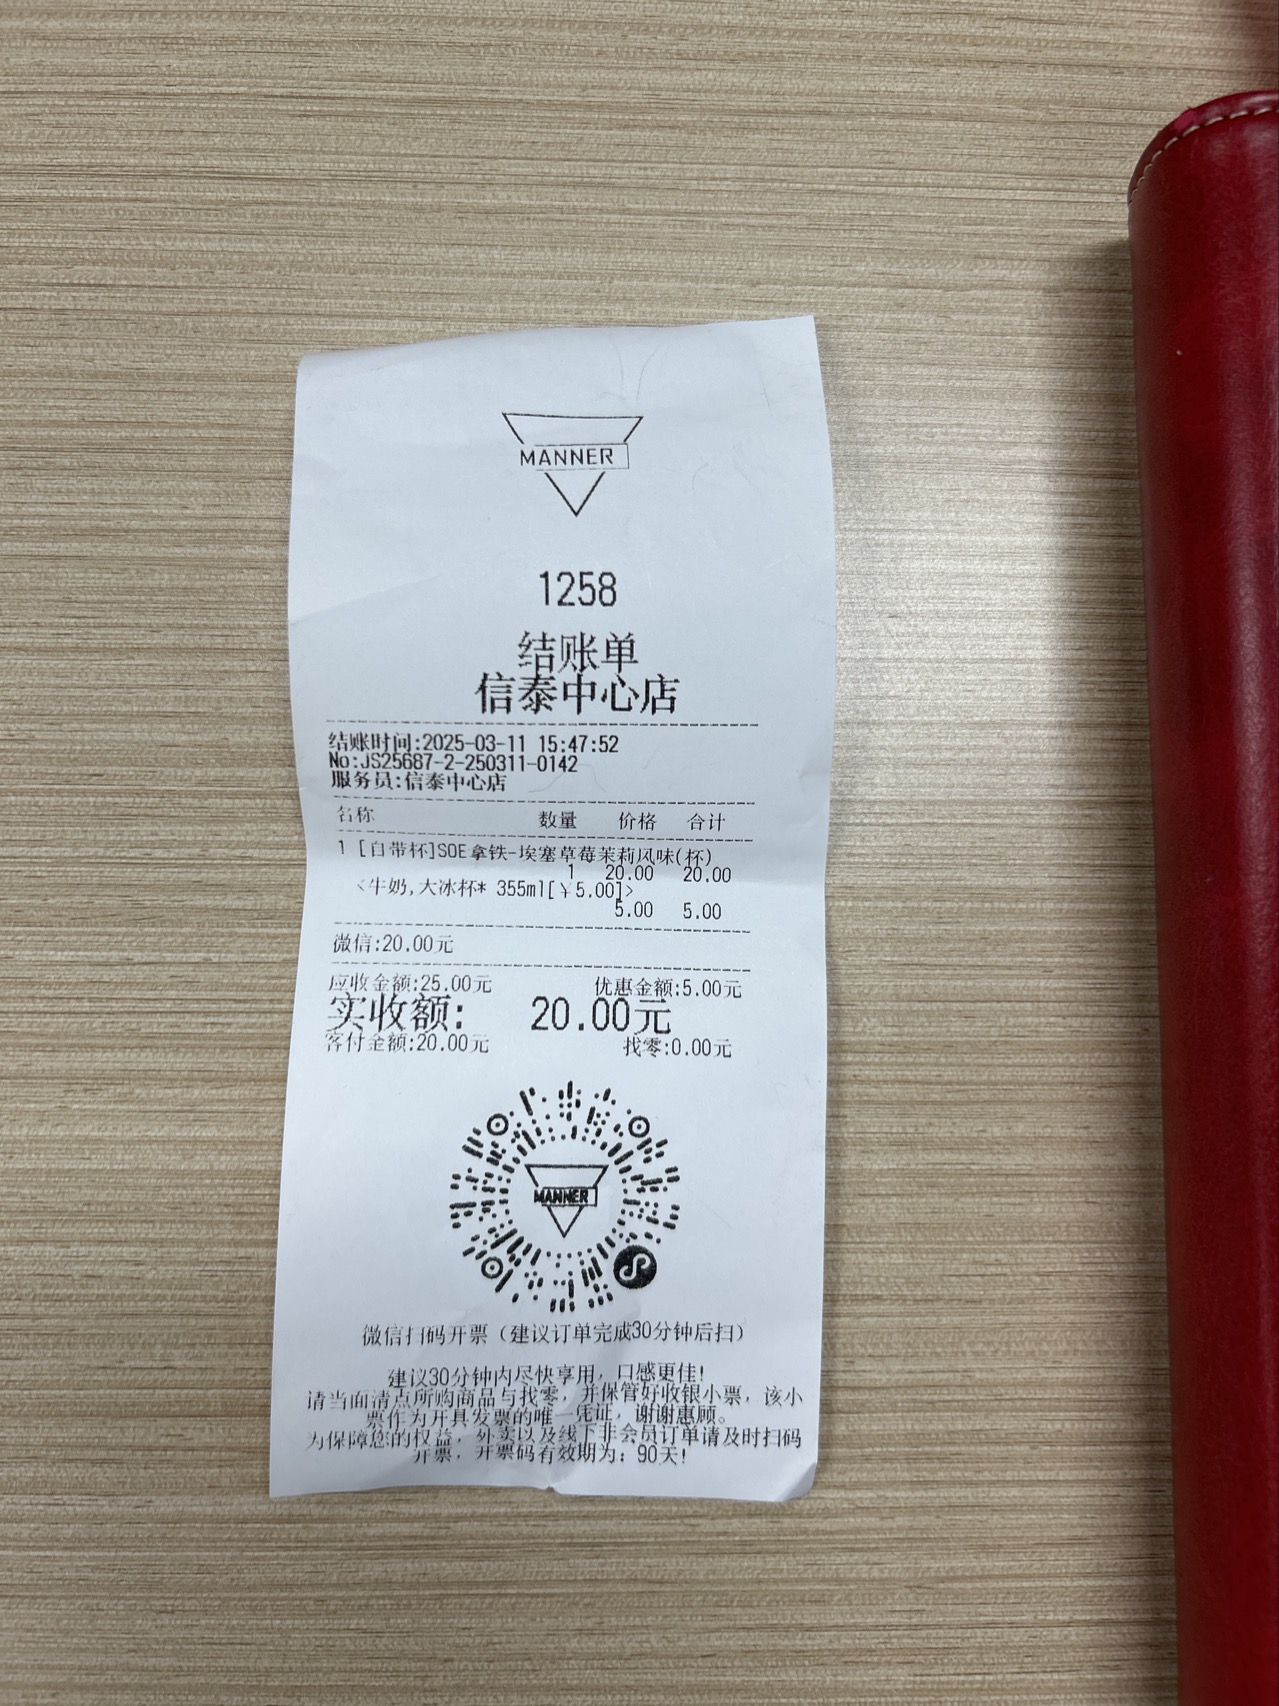 MANNER
1258
结账单
信泰中心店
结账时间:2025-03-11 15:47:52
No:JS25687-2-250311-0142
服务员:信泰中心店
名称 数量 价格 合计
1 [自带杯]SOE拿铁-埃塞草莓茉莉风味(杯)
1 20.00 20.00
<牛奶,大冰杯* 355ml[¥5.00]>
5.00 5.00
微信:20.00元
应收金额:25.00元 优惠金额:5.00元
实收额: 20.00元
客付金额:20.00元 找零:0.00元
MANNER
微信扫码开票（建议订单完成30分钟后扫）
建议30分钟内尽快享用，口感更佳!
请当面清点所购商品与找零，并保管好收银小票，该小
票作为开具发票的唯一凭证，谢谢惠顾。
为保障您的权益，外卖以及线下非会员订单请及时扫码
开票，开票码有效期为：90天!